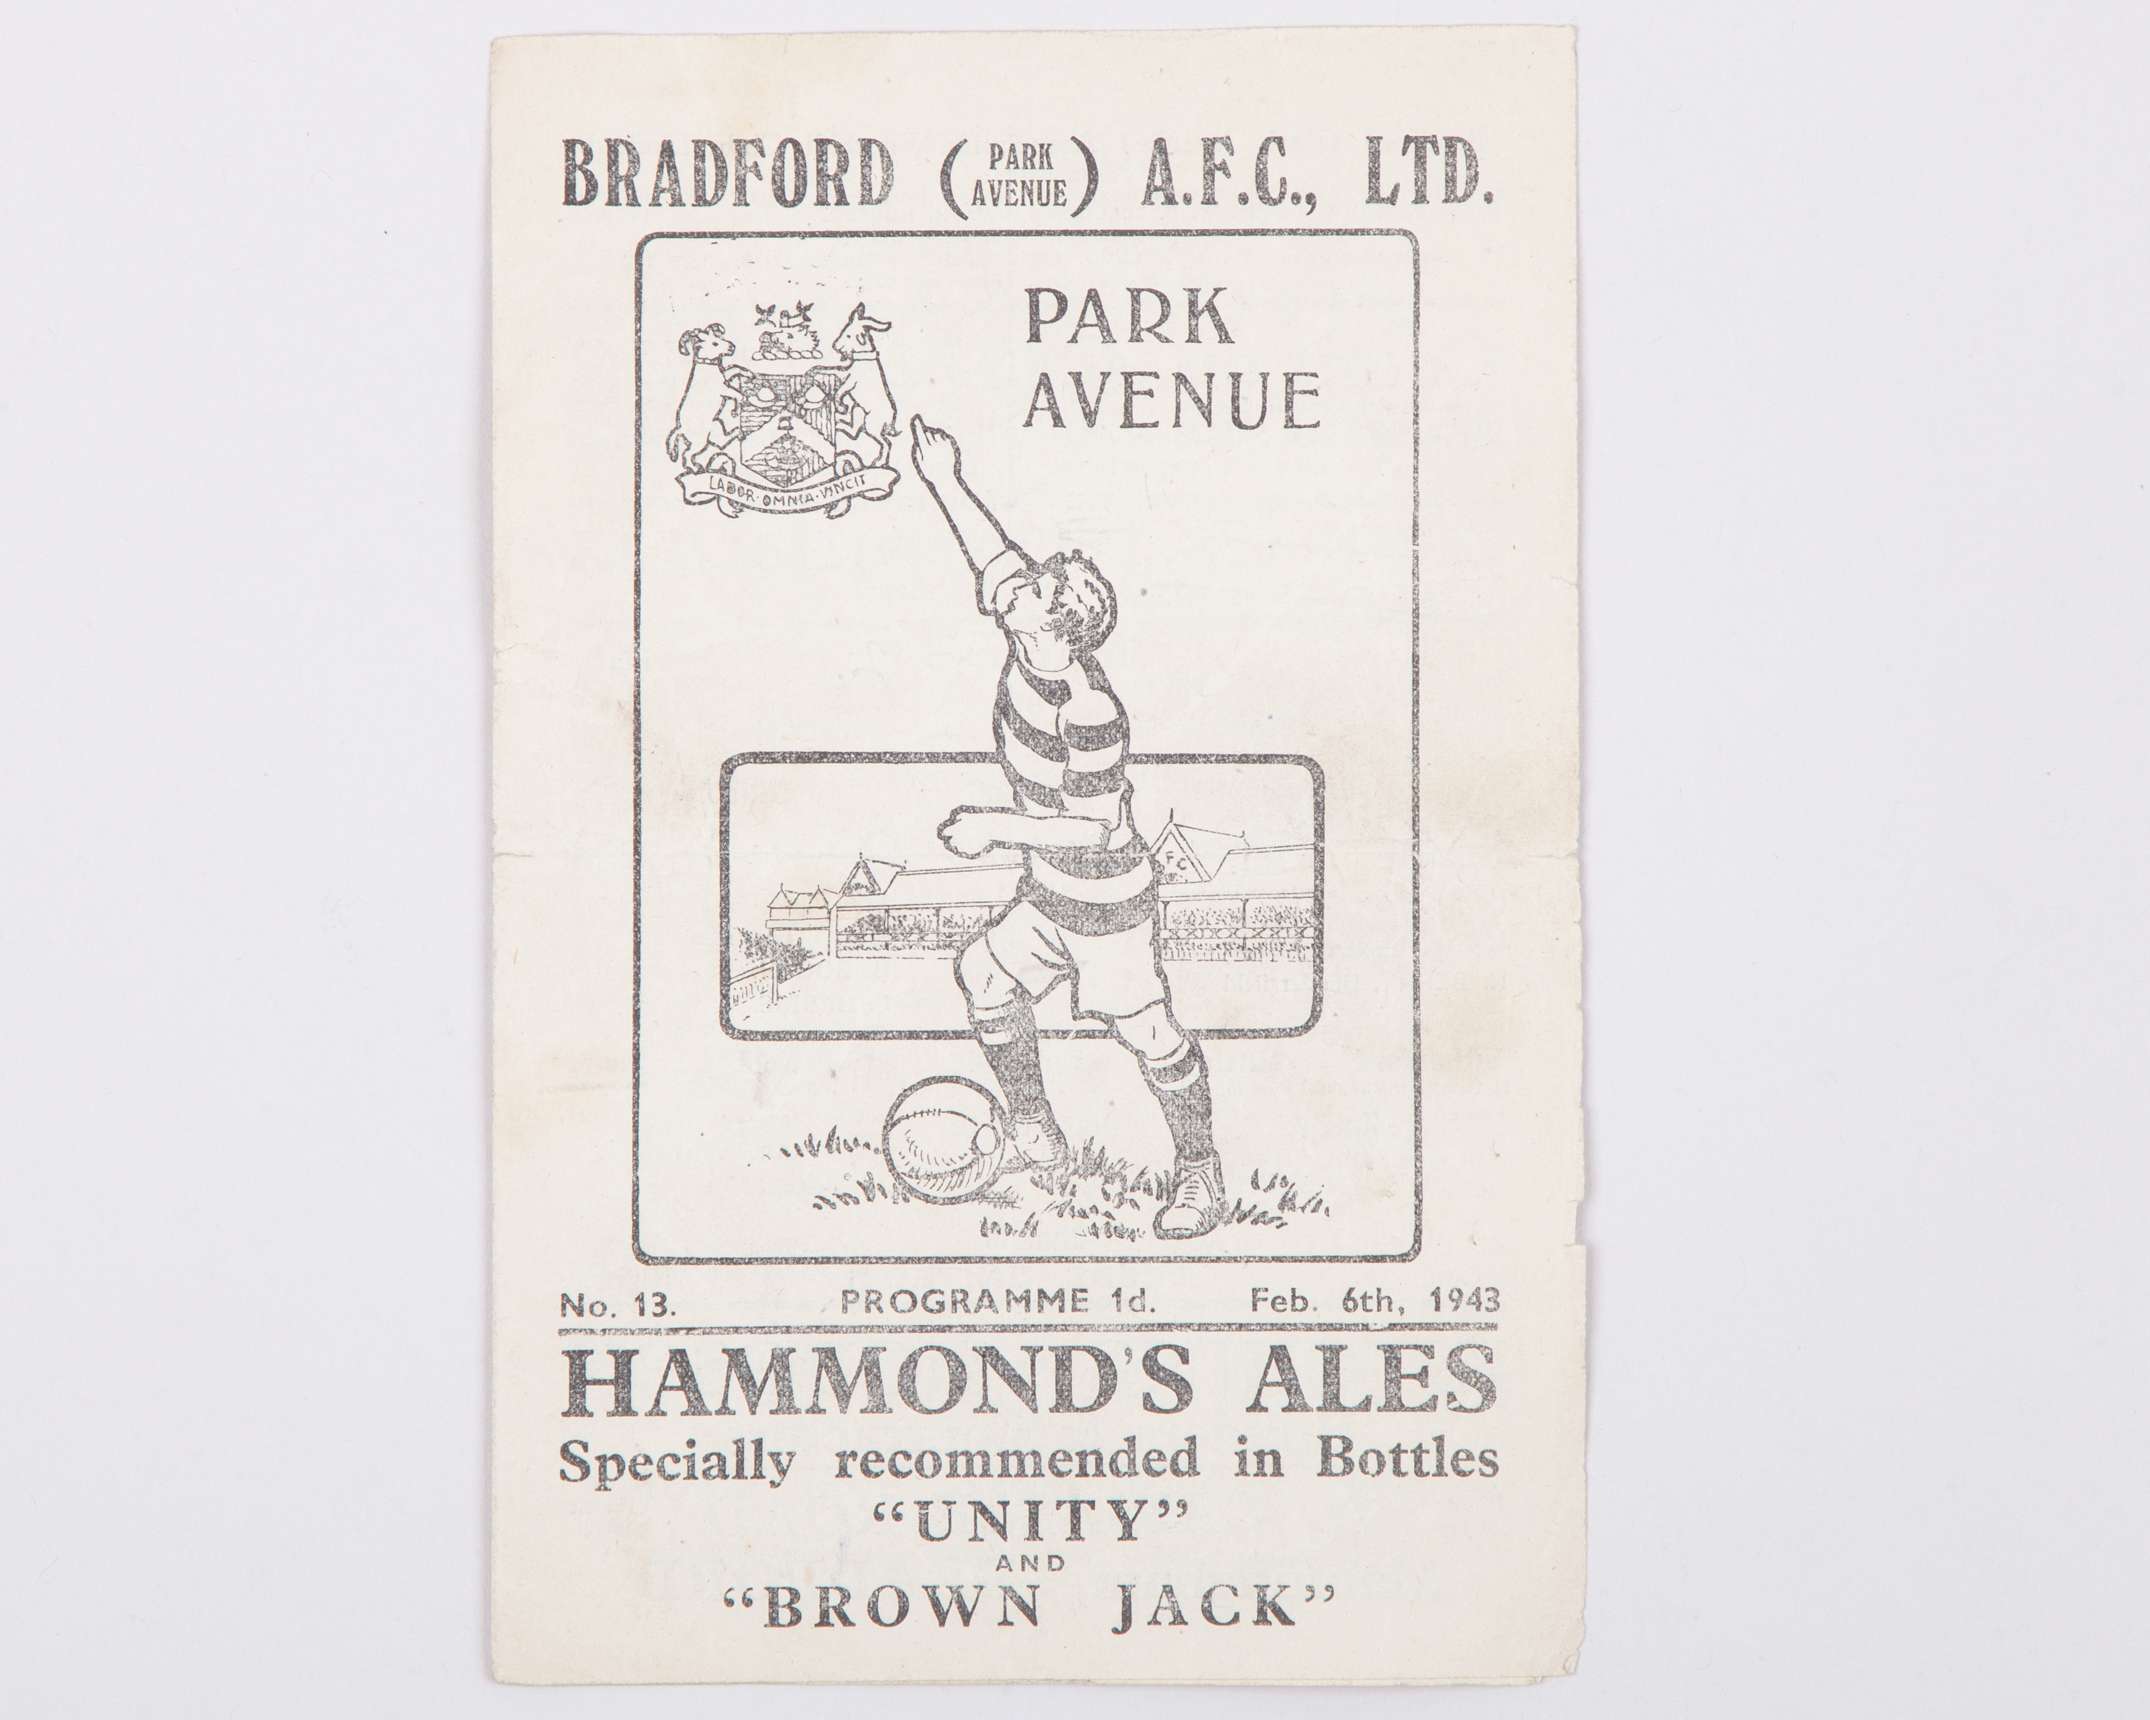 BRADFORD (PARK AVENUE) A.F.C., LTD.
PARK
AVENUE
LABOR·OMNIA·VINCIT
F C
No. 13. PROGRAMME 1d. Feb. 6th, 1943
HAMMOND'S ALES
Specially recommended in Bottles
"UNITY"
AND
"BROWN JACK"